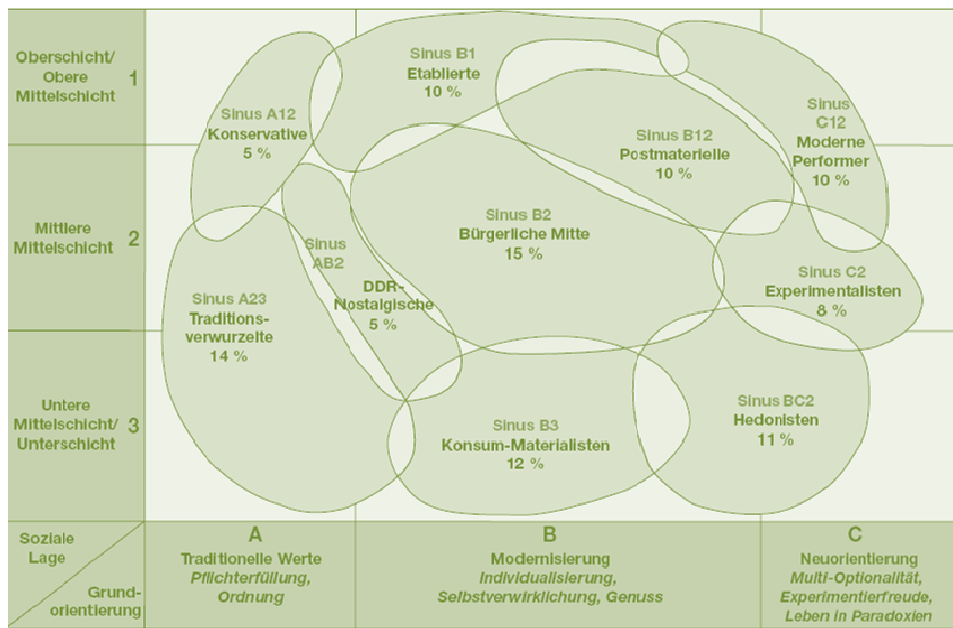 Oberschicht/
Obere
Mittelschicht
1
Mittlere
Mittelschicht
2
Untere
Mittelschicht/
Unterschicht
3
Sinus A12
Konservative
5 %
Sinus B1
Etablierte
10 %
Sinus B12
Postmaterielle
10 %
Sinus
C12
Moderne
Performer
10 %
Sinus
AB2
DDR-
Nostalgische
5 %
Sinus B2
Bürgerliche Mitte
15 %
Sinus C2
Experimentalisten
8 %
Sinus A23
Traditions-
verwurzelte
14 %
Sinus B3
Konsum-Materialisten
12 %
Sinus BC2
Hedonisten
11 %
Soziale
Lage
Grund-
orientierung
A
Traditionelle Werte
Pflichterfüllung,
Ordnung
B
Modernisierung
Individualisierung,
Selbstverwirklichung, Genuss
C
Neuorientierung
Multi-Optionalität,
Experimentierfreude,
Leben in Paradoxien